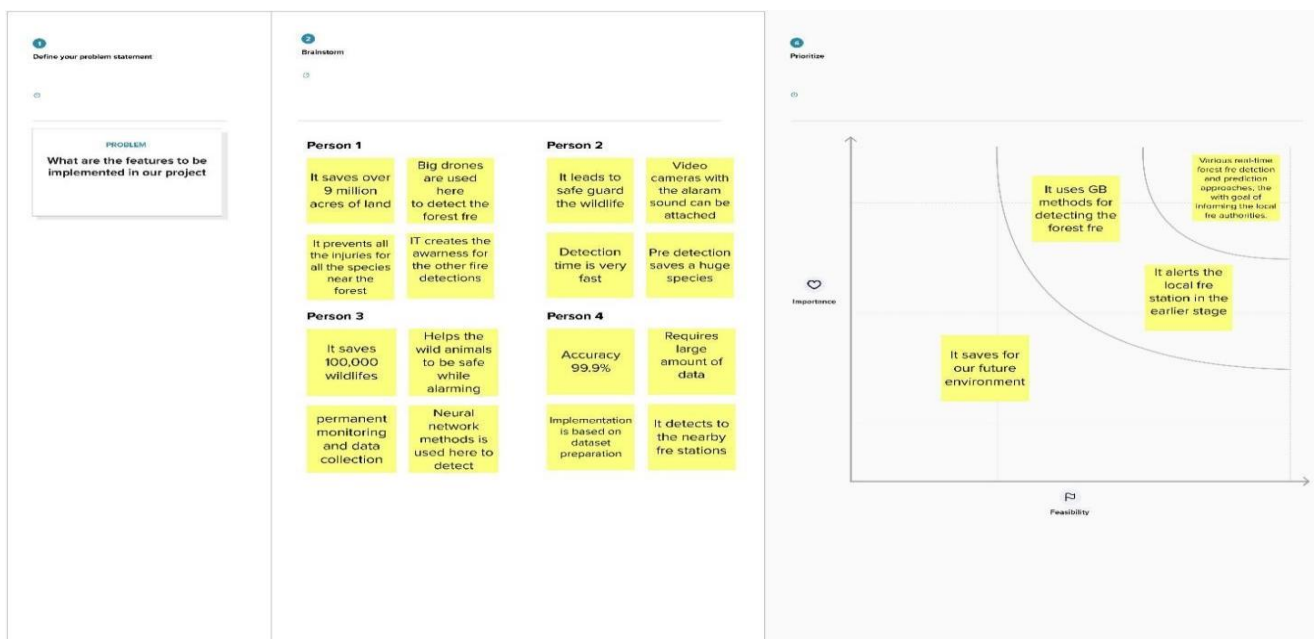 1
Define your problem statement
PROBLEM
What are the features to be
implemented in our project
2
Brainstorm
Person 1
It saves over
9 million
acres of land
Big drones
are used
here
to detect the
forest fre
It prevents all
the injuries for
all the species
near the
forest
IT creates the
awarness for
the other fire
detections
Person 2
It leads to
safe guard
the wildlife
Video
cameras with
the alaram
sound can be
attached
Detection
time is very
fast
Pre detection
saves a huge
species
Person 3
It saves
100,000
wildlifes
Helps the
wild animals
to be safe
while
alarming
permanent
monitoring
and data
collection
Neural
network
methods is
used here to
detect
Person 4
Accuracy
99.9%
Requires
large
amount of
data
Implementation
is based on
dataset
preparation
It detects to
the nearby
fre stations
Prioritize
Importance
It uses GB
methods for
detecting the
forest fre
Various real-time
forest fre detction
and prediction
approaches, the
with goal of
informing the local
fre authorities.
It alerts the
local fre
station in the
earlier stage
It saves for
our future
environment
Feasibility